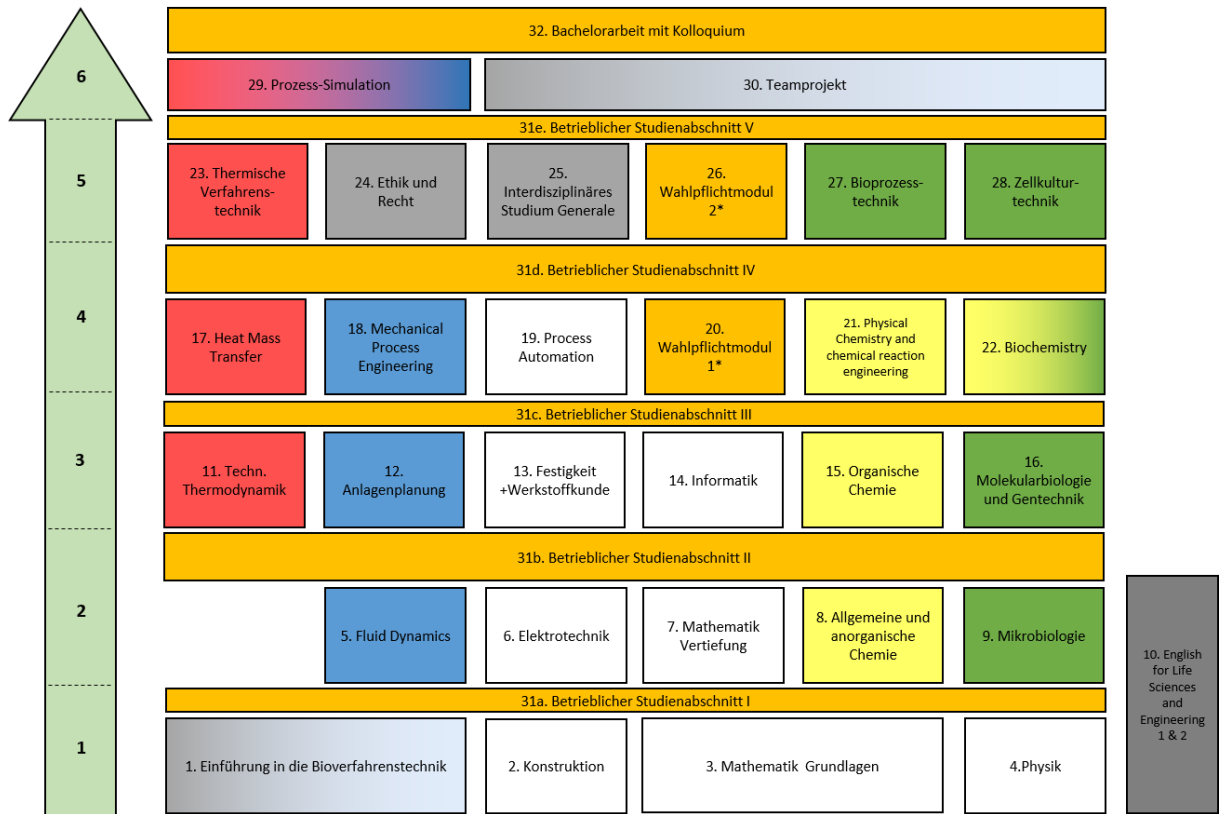 32. Bachelorarbeit mit Kolloquium
6
29. Prozess-Simulation
30. Teamprojekt
31e. Betrieblicher Studienabschnitt V
5
23. Thermische
Verfahrens-
technik
24. Ethik und
Recht
25.
Interdisziplinäres
Studium Generale
26.
Wahlpflichtmodul
2*
27. Bioprozess-
technik
28. Zellkultur-
technik
31d. Betrieblicher Studienabschnitt IV
4
17. Heat Mass
Transfer
18. Mechanical
Process
Engineering
19. Process
Automation
20.
Wahlpflichtmodul
1*
21. Physical
Chemistry and
chemical reaction
engineering
22. Biochemistry
31c. Betrieblicher Studienabschnitt III
3
11. Techn.
Thermodynamik
12.
Anlagenplanung
13. Festigkeit
+Werkstoffkunde
14. Informatik
15. Organische
Chemie
16.
Molekularbiologie
und Gentechnik
31b. Betrieblicher Studienabschnitt II
2
5. Fluid Dynamics
6. Elektrotechnik
7. Mathematik
Vertiefung
8. Allgemeine und
anorganische
Chemie
9. Mikrobiologie
10. English
for Life
Sciences
and
Engineering
1 & 2
31a. Betrieblicher Studienabschnitt I
1
1. Einführung in die Bioverfahrenstechnik
2. Konstruktion
3. Mathematik Grundlagen
4.Physik